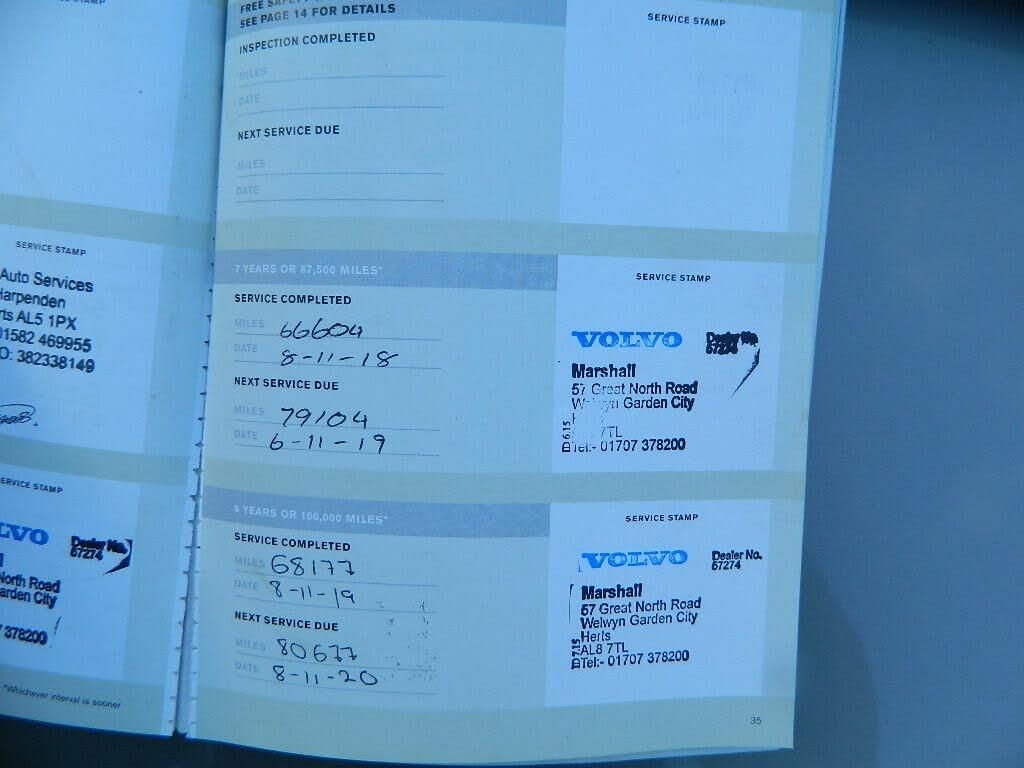 SERVICE STAMP
Auto Services
Harpenden
AL5 1PX
01582 469955
382338149
SERVICE STAMP
VOLVO
Dealer No.
67274
North Road
Garden City
378200
*Whichever interval is sooner
SEE PAGE 14 FOR DETAILS
INSPECTION COMPLETED
MILES
DATE
NEXT SERVICE DUE
MILES
DATE
SERVICE STAMP
7 YEARS OR 87,500 MILES*
SERVICE COMPLETED
MILES 66604
DATE 8-11-18
NEXT SERVICE DUE
MILES 79104
DATE 6-11-19
SERVICE STAMP
VOLVO
Dealer No.
67274
Marshall
57 Great North Road
Welwyn Garden City
7TL
Tel:- 01707 378200
8 YEARS OR 100,000 MILES*
SERVICE COMPLETED
MILES 68177
DATE 8-11-19
NEXT SERVICE DUE
MILES 80677
DATE 8-11-20
SERVICE STAMP
VOLVO
Dealer No.
67274
Marshall
57 Great North Road
Welwyn Garden City
Herts
AL8 7TL
Tel:- 01707 378200
35